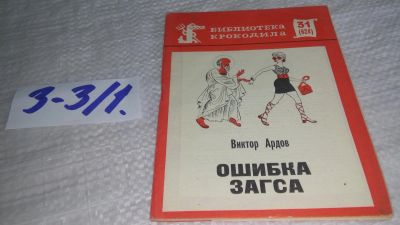 3-3/1.
БИБЛИОТЕКА
КРОКОДИЛА
31
(924)
Виктор Ардов
ОШИБКА
ЗАГСА